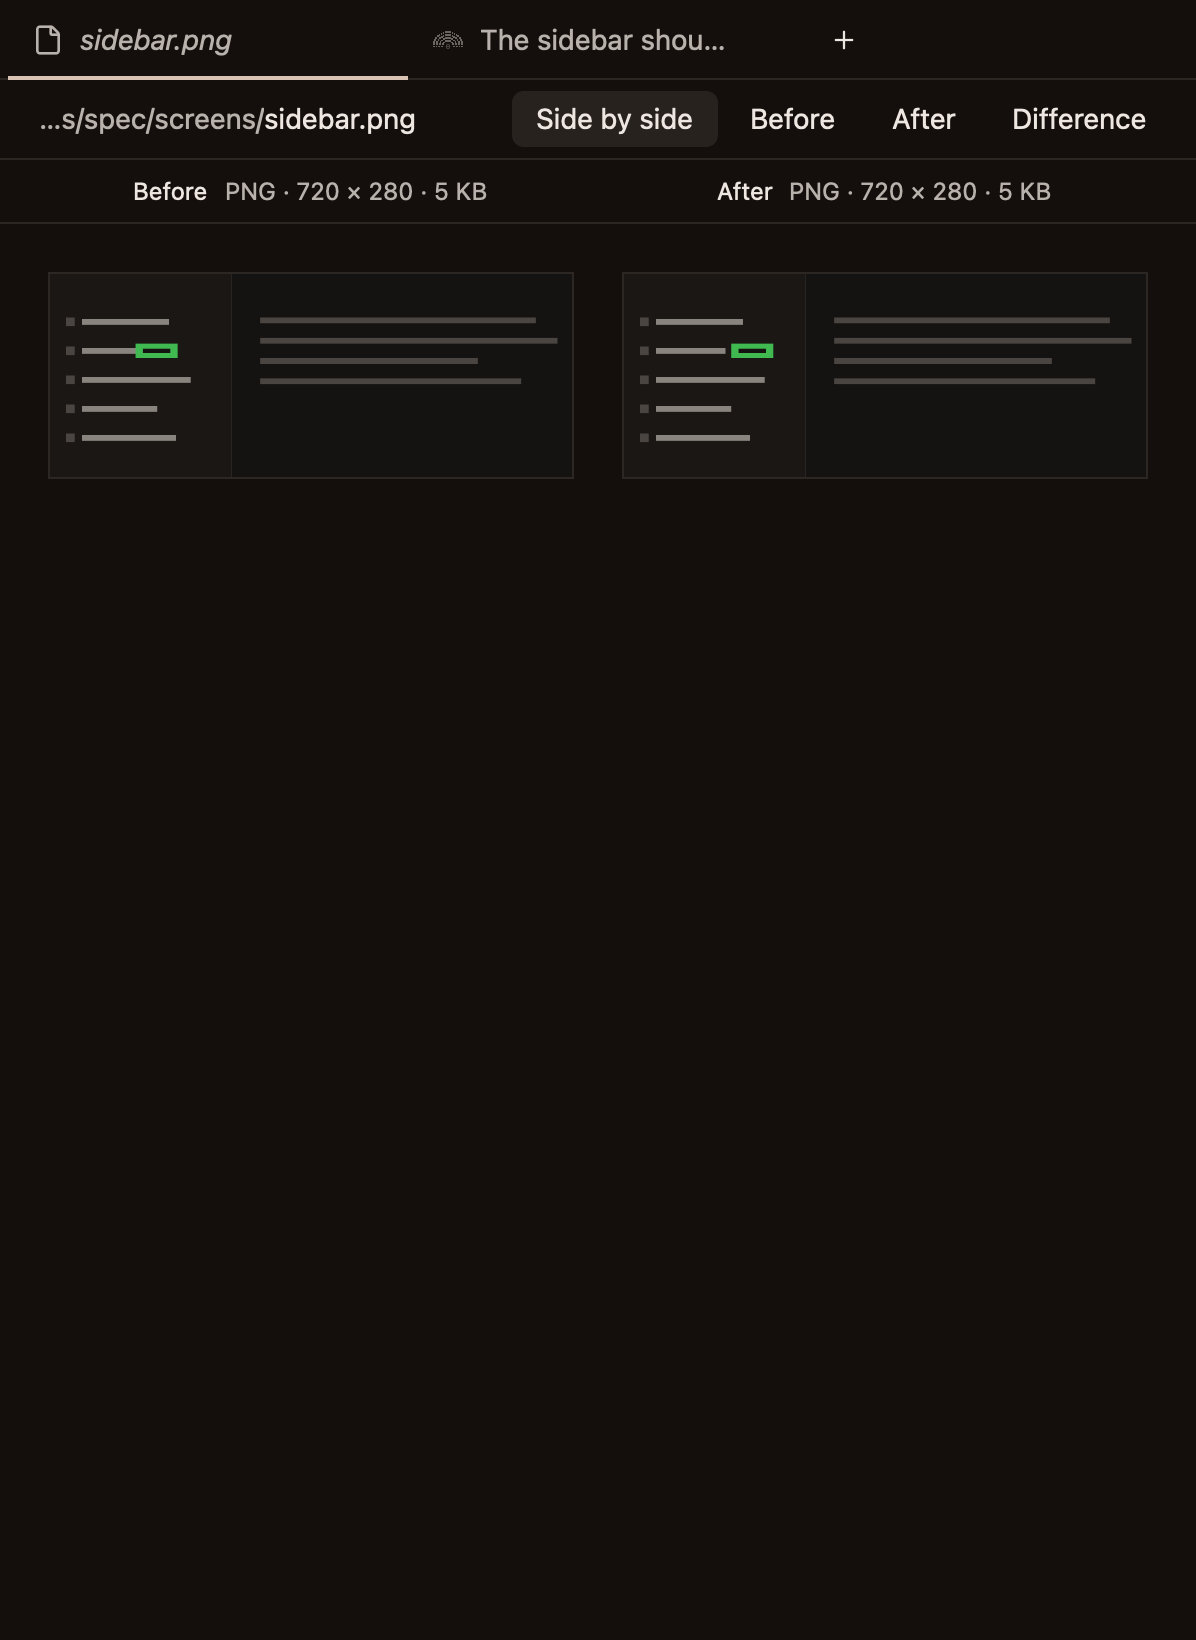 sidebar.png
The sidebar shou...
+
...s/spec/screens/sidebar.png
Side by side
Before
After
Difference
Before PNG · 720 × 280 · 5 KB
After PNG · 720 × 280 · 5 KB